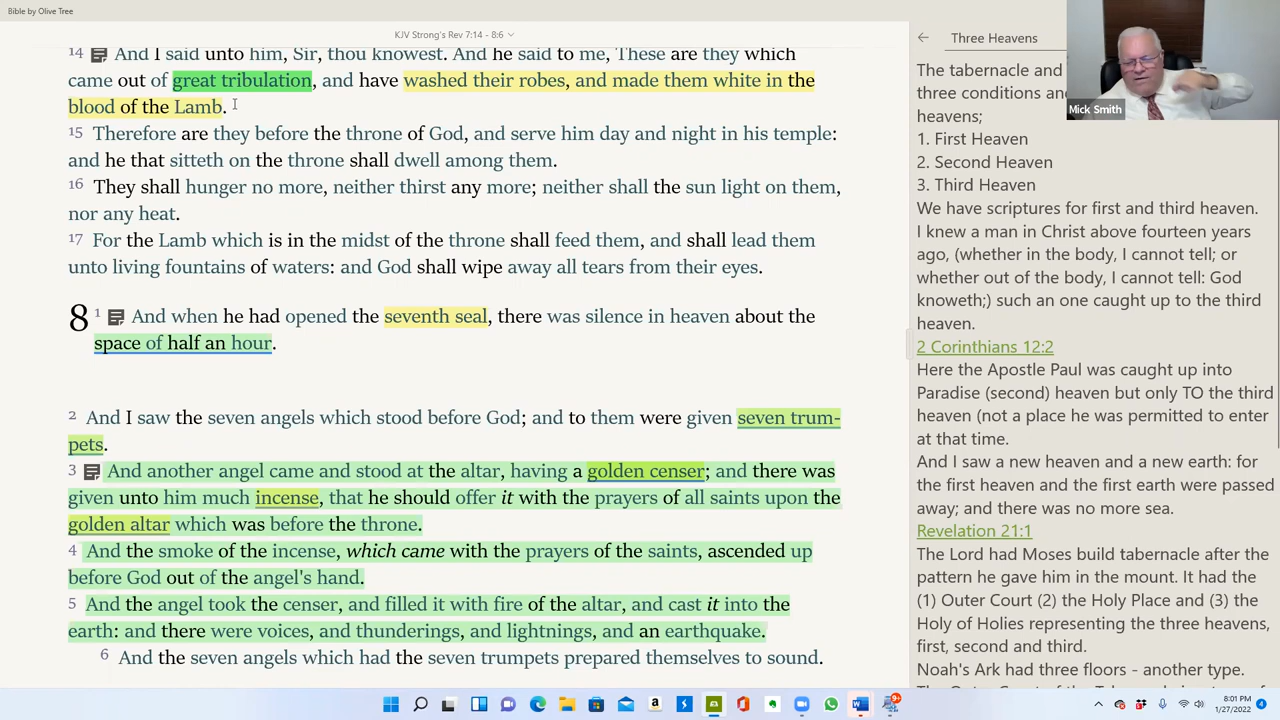 Bible by Olive Tree
KJV Strong's Rev 7:14 - 8:6
14 And I said unto him, Sir, thou knowest. And he said to me, These are they which
came out of great tribulation, and have washed their robes, and made them white in the
blood of the Lamb.
15 Therefore are they before the throne of God, and serve him day and night in his temple:
and he that sitteth on the throne shall dwell among them.
16 They shall hunger no more, neither thirst any more; neither shall the sun light on them,
nor any heat.
17 For the Lamb which is in the midst of the throne shall feed them, and shall lead them
unto living fountains of waters: and God shall wipe away all tears from their eyes.
8 1 And when he had opened the seventh seal, there was silence in heaven about the
space of half an hour.
2 And I saw the seven angels which stood before God; and to them were given seven trum-
pets.
3 And another angel came and stood at the altar, having a golden censer; and there was
given unto him much incense, that he should offer it with the prayers of all saints upon the
golden altar which was before the throne.
4 And the smoke of the incense, which came with the prayers of the saints, ascended up
before God out of the angel's hand.
5 And the angel took the censer, and filled it with fire of the altar, and cast it into the
earth: and there were voices, and thunderings, and lightnings, and an earthquake.
6 And the seven angels which had the seven trumpets prepared themselves to sound.
Three Heavens
The tabernacle and
three conditions and
heavens;
1. First Heaven
2. Second Heaven
3. Third Heaven
We have scriptures for first and third heaven.
I knew a man in Christ above fourteen years
ago, (whether in the body, I cannot tell; or
whether out of the body, I cannot tell: God
knoweth;) such an one caught up to the third
heaven.
2 Corinthians 12:2
Here the Apostle Paul was caught up into
Paradise (second) heaven but only TO the third
heaven (not a place he was permitted to enter
at that time.
And I saw a new heaven and a new earth: for
the first heaven and the first earth were passed
away; and there was no more sea.
Revelation 21:1
The Lord had Moses build tabernacle after the
pattern he gave him in the mount. It had the
(1) Outer Court (2) the Holy Place and (3) the
Holy of Holies representing the three heavens,
first, second and third.
Noah's Ark had three floors - another type.
Mick Smith
8:01 PM
1/27/2022